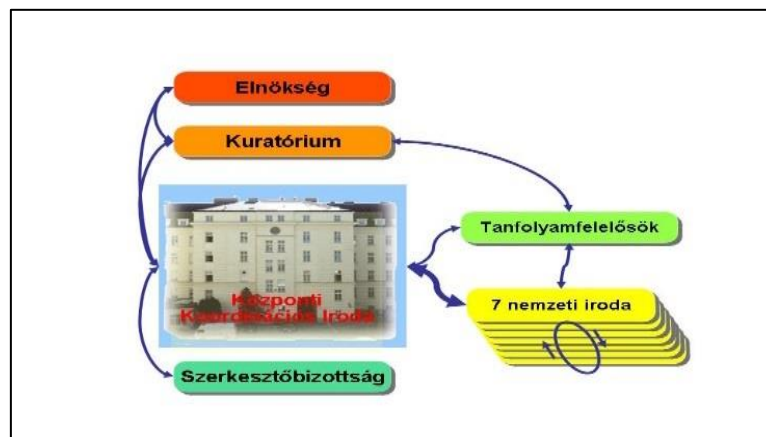 Elnökség
Kuratórium
Központi
Koordinációs Iroda
Szerkesztőbizottság
Tanfolyamfelelősök
7 nemzeti iroda